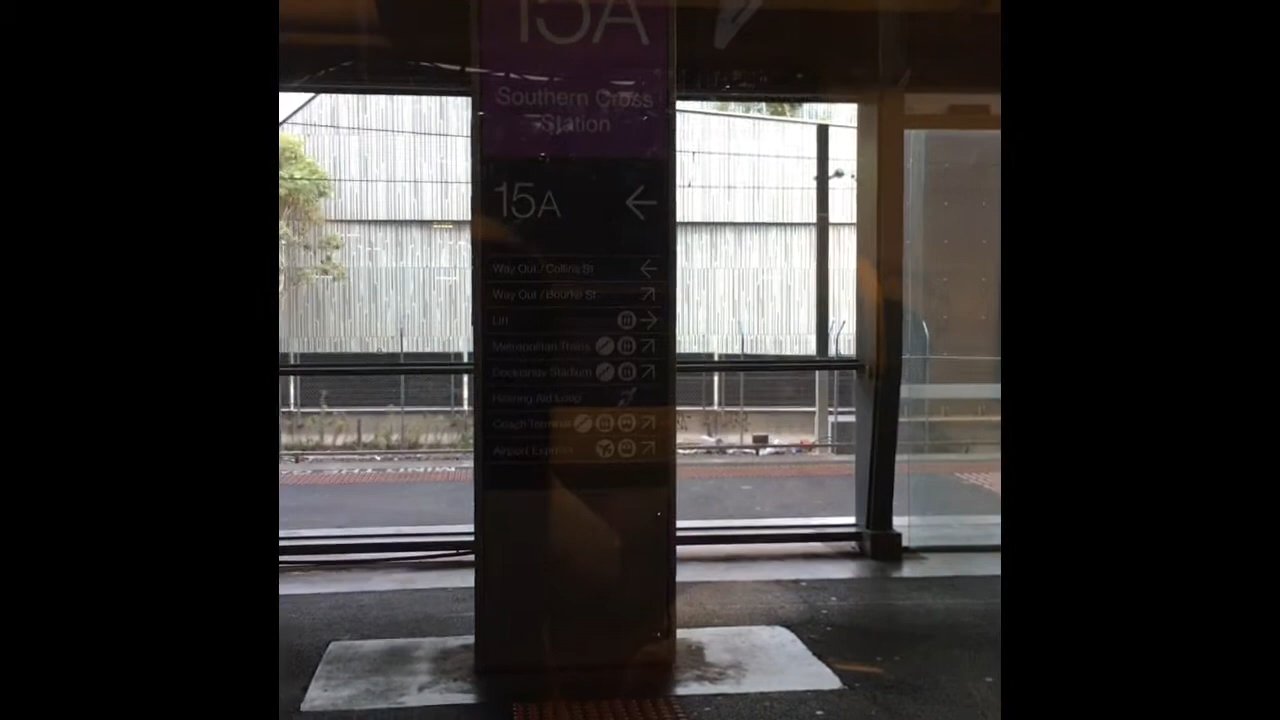 15A
Southern Cross
Station
15A
Way Out / Collins St
Way Out / Bourke St
Lift
Metropolitan Trains
Docklands Stadium
Hearing Aid Loop
Coach Terminal
Airport Express